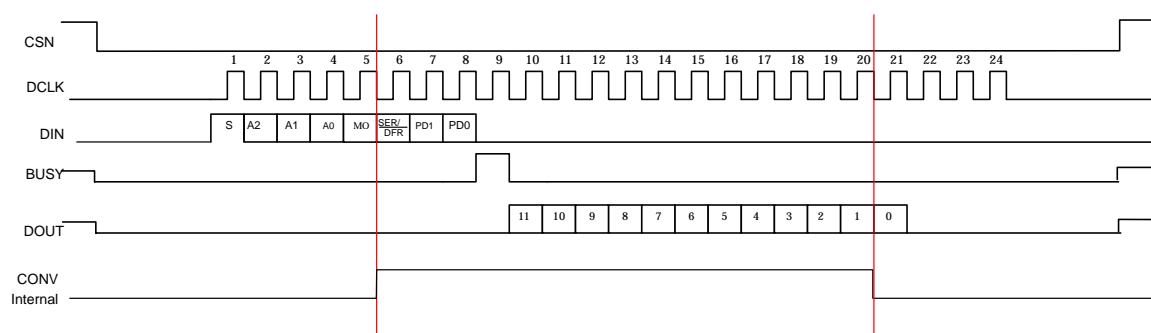 CSN
1 2 3 4 5 6 7 8 9 10 11 12 13 14 15 16 17 18 19 20 21 22 23 24
DCLK
DIN S A2 A1 A0 MO SER/DFR PD1 PD0
BUSY
DOUT 11 10 9 8 7 6 5 4 3 2 1 0
CONV
Internal